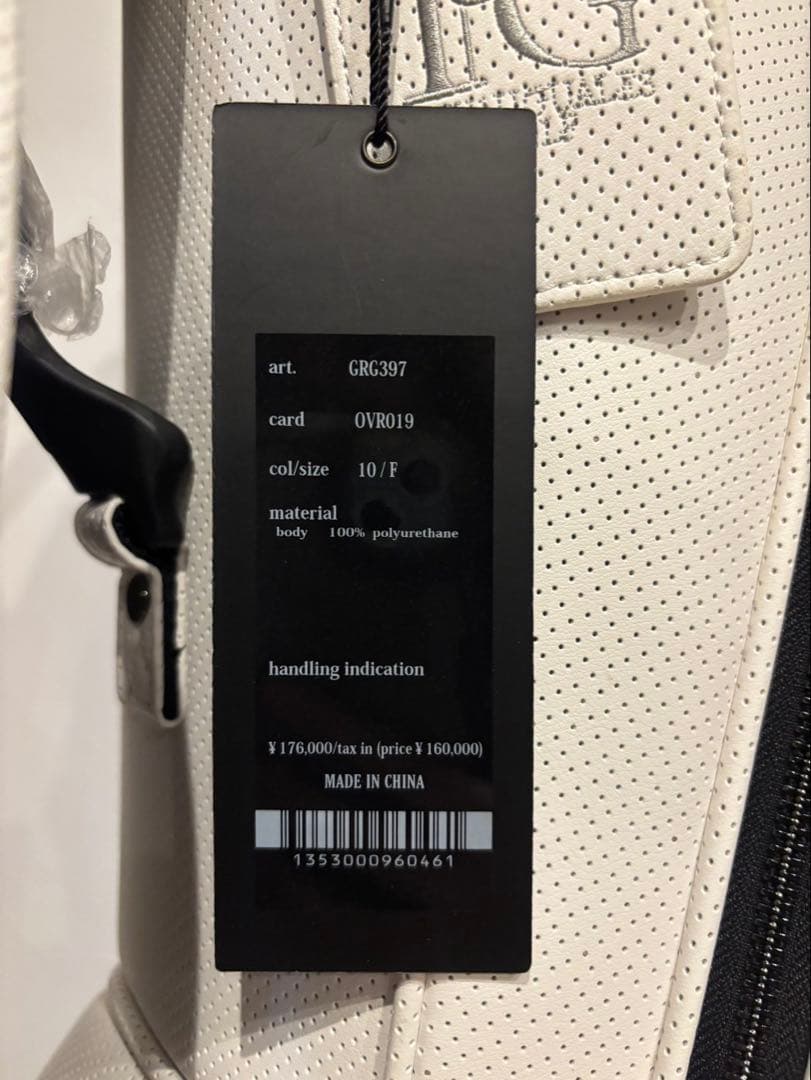 art. GRG397
card OVR019
col/size 10/F
material
body 100% polyurethane
handling indication
¥176,000/tax in (price ¥160,000)
MADE IN CHINA
1353000960461